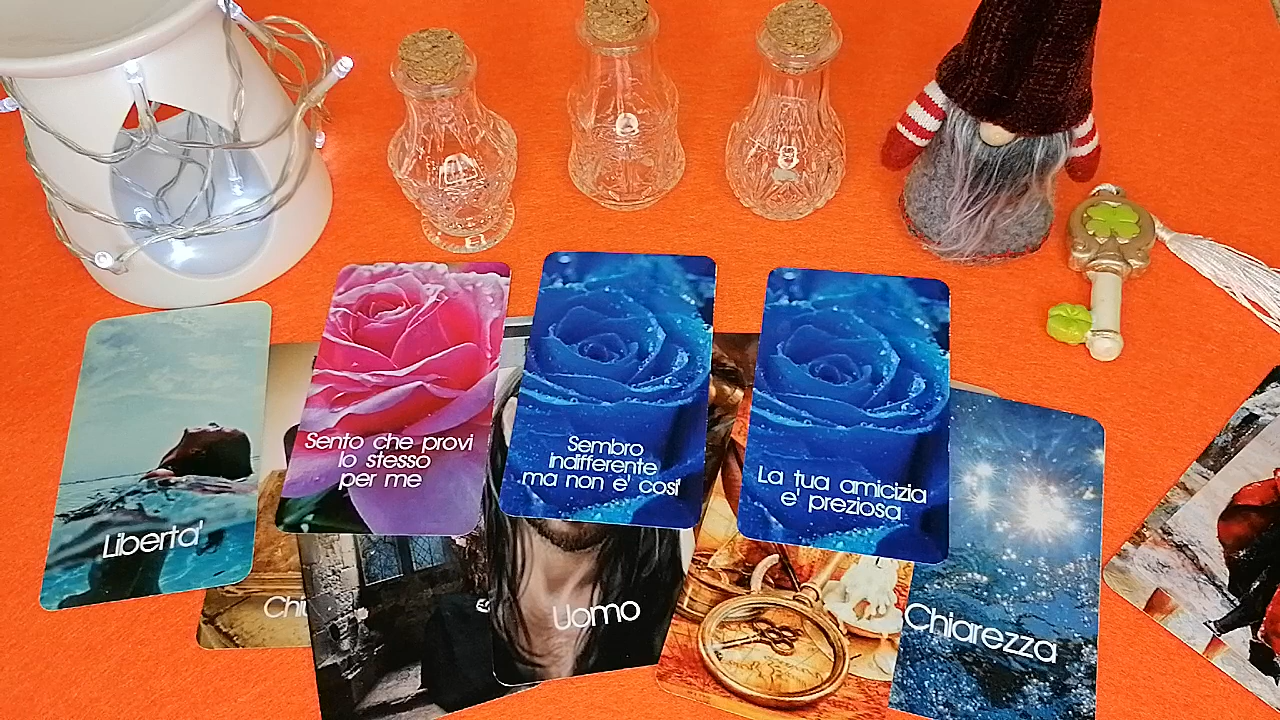 Sento che provi
lo stesso
per me
Sembro
indifferente
ma non e' cosi'
La tua amicizia
e' preziosa
Liberta'
Uomo
Chiarezza